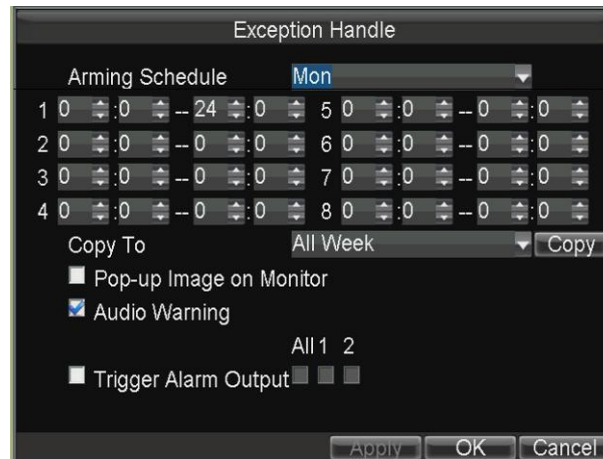 Exception Handle
Arming Schedule Mon
1 0 :0 -- 24 :0 5 0 :0 -- 0 :0
2 0 :0 -- 0 :0 6 0 :0 -- 0 :0
3 0 :0 -- 0 :0 7 0 :0 -- 0 :0
4 0 :0 -- 0 :0 8 0 :0 -- 0 :0
Copy To All Week Copy
Pop-up Image on Monitor
Audio Warning
All 1 2
Trigger Alarm Output
Apply OK Cancel